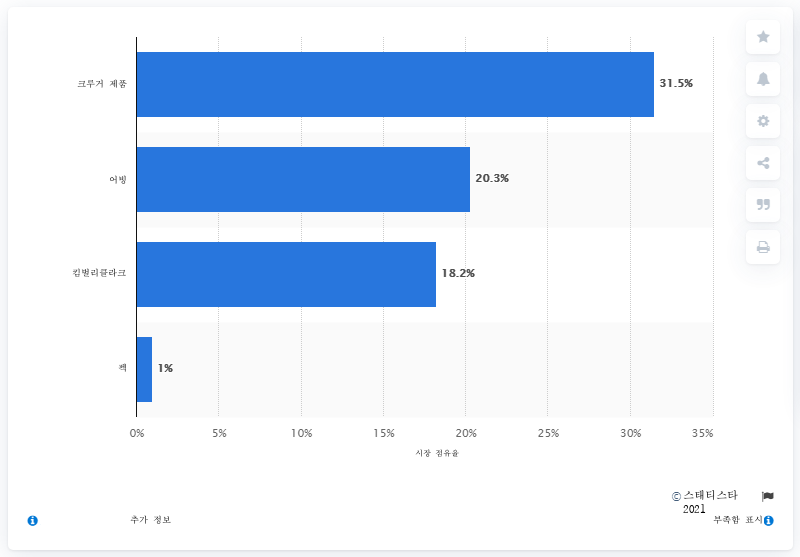 크루거 제품
31.5%
어빙
20.3%
킴벌리클라크
18.2%
펙
1%
0% 5% 10% 15% 20% 25% 30% 35%
시장 점유율
© 스태티스타
2021
추가 정보
부족함 표시